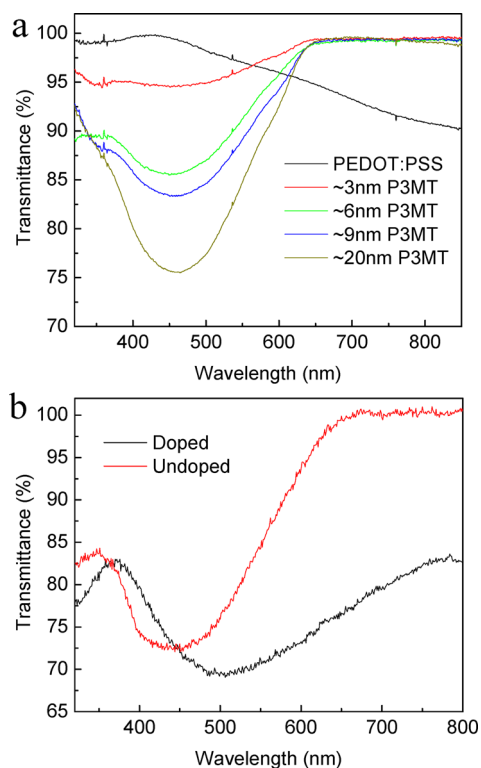 a
100
95
90
85
80
75
70
Transmittance (%)
PEDOT:PSS
~3nm P3MT
~6nm P3MT
~9nm P3MT
~20nm P3MT
400 500 600 700 800
Wavelength (nm)
b
100
95
90
85
80
75
70
65
Transmittance (%)
Doped
Undoped
400 500 600 700 800
Wavelength (nm)